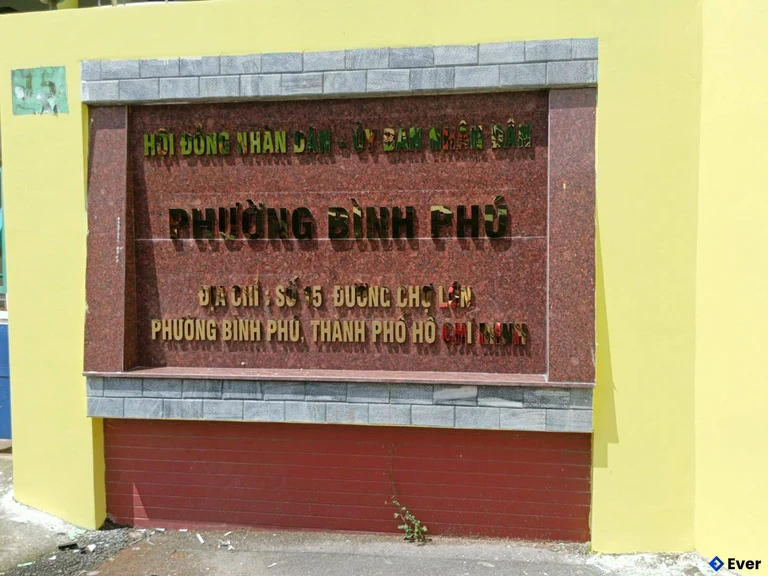 15
HỘI ĐỒNG NHÂN DÂN - ỦY BAN NHÂN DÂN
PHƯỜNG BÌNH PHÚ
ĐỊA CHỈ : SỐ 15 ĐƯỜNG CHỢ LỚN
PHƯỜNG BÌNH PHÚ, THÀNH PHỐ HỒ CHÍ MINH
Ever